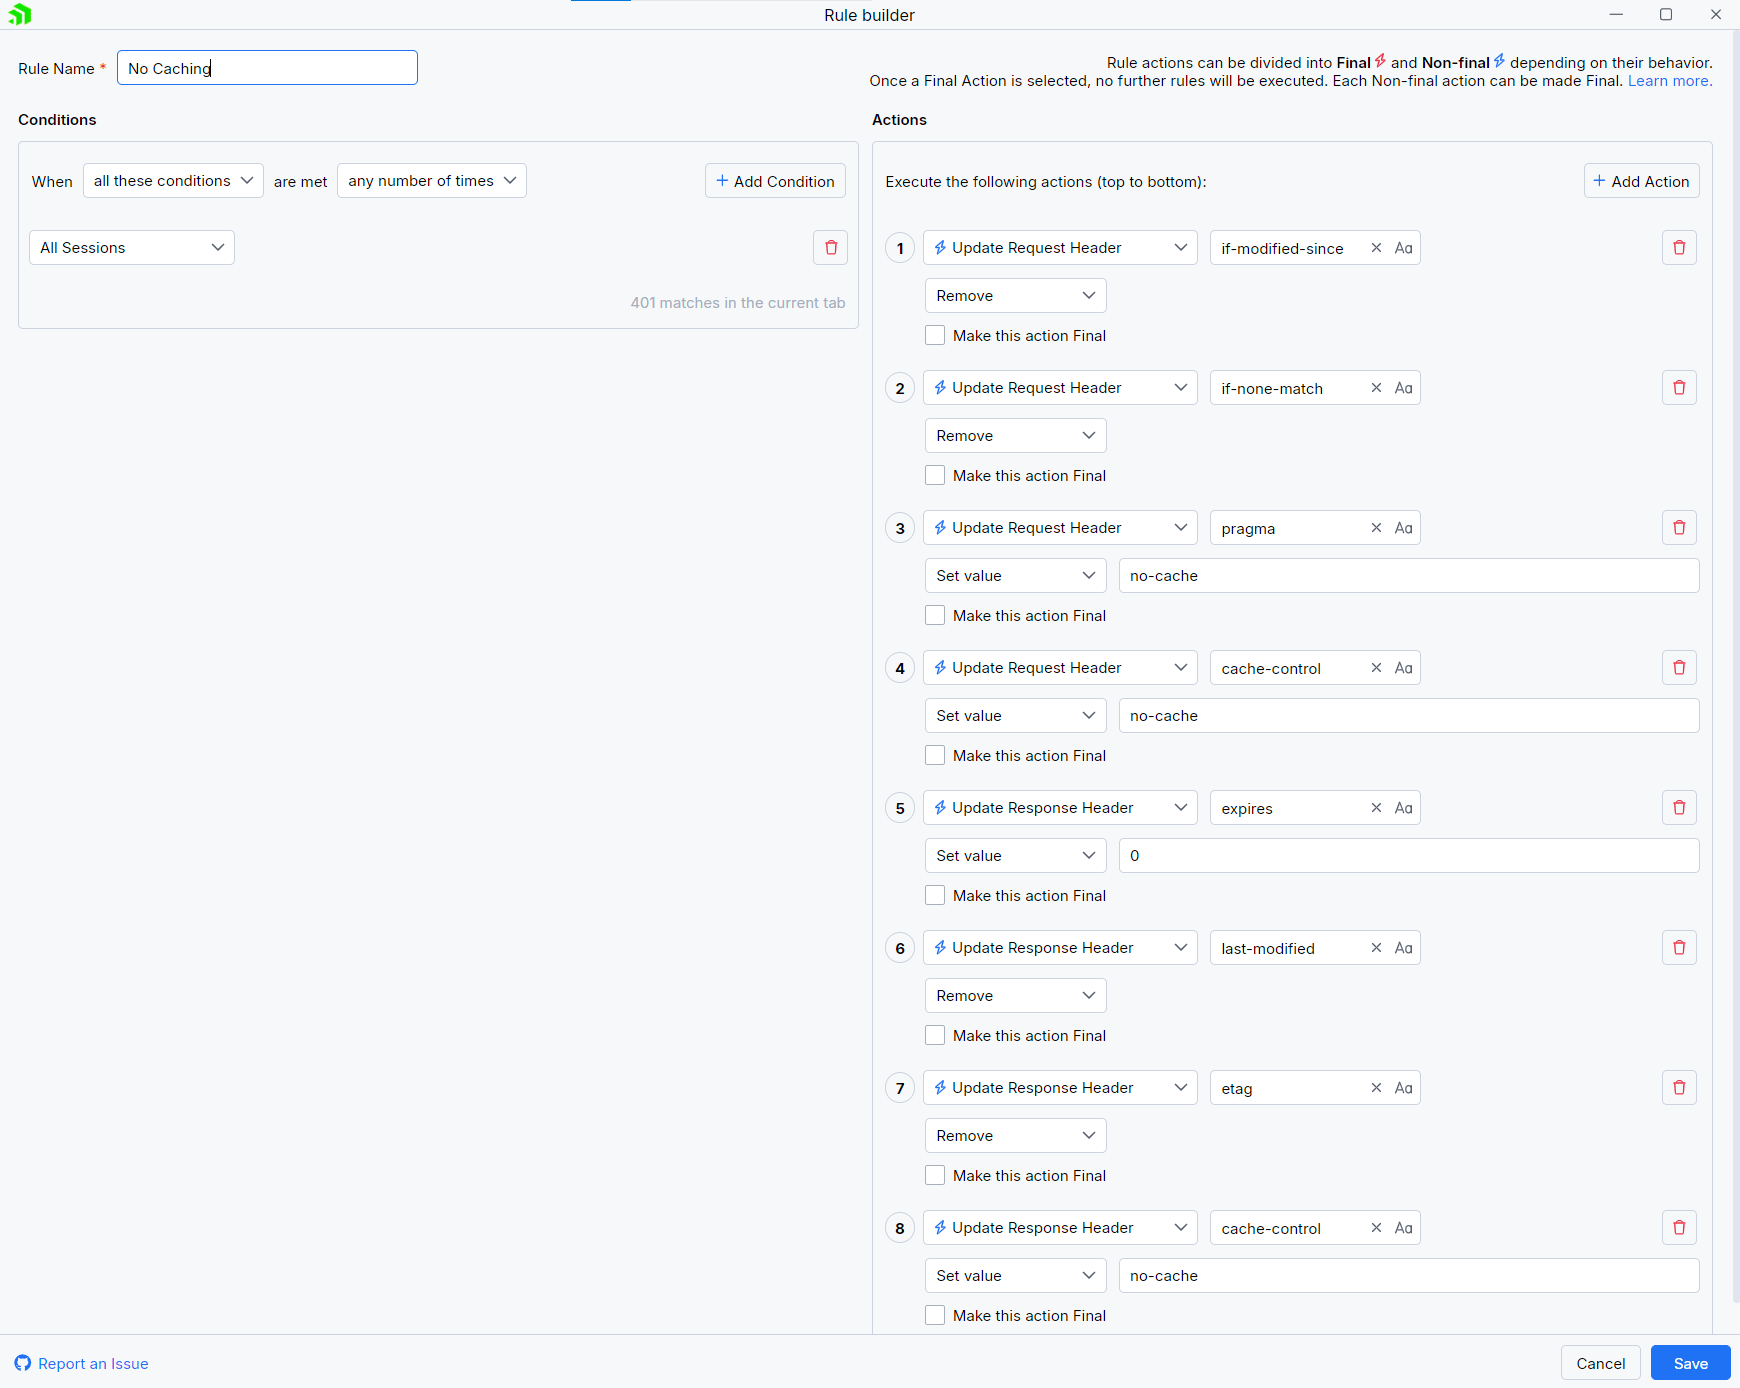 Rule builder
Rule Name * No Caching
Rule actions can be divided into Final and Non-final depending on their behavior.
Once a Final Action is selected, no further rules will be executed. Each Non-final action can be made Final. Learn more.
Conditions
When all these conditions are met any number of times + Add Condition
All Sessions
401 matches in the current tab
Actions
Execute the following actions (top to bottom): + Add Action
1 Update Request Header if-modified-since Aa
Remove
Make this action Final
2 Update Request Header if-none-match Aa
Remove
Make this action Final
3 Update Request Header pragma Aa
Set value no-cache
Make this action Final
4 Update Request Header cache-control Aa
Set value no-cache
Make this action Final
5 Update Response Header expires Aa
Set value 0
Make this action Final
6 Update Response Header last-modified Aa
Remove
Make this action Final
7 Update Response Header etag Aa
Remove
Make this action Final
8 Update Response Header cache-control Aa
Set value no-cache
Make this action Final
Report an Issue
Cancel Save